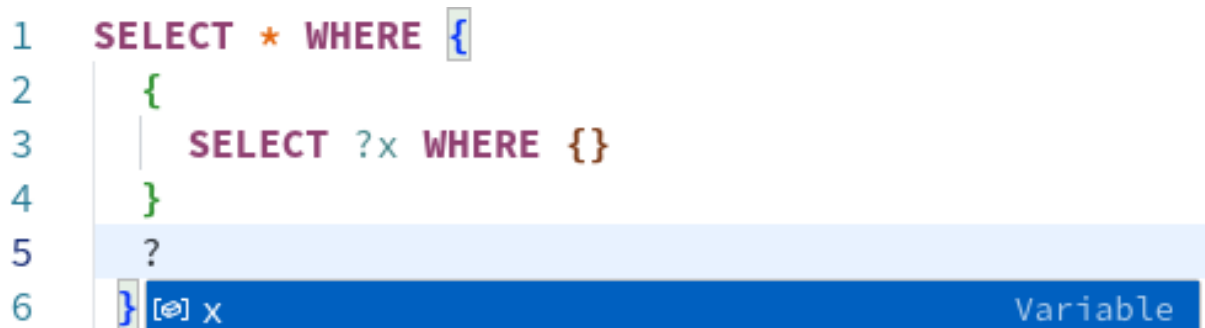 1 SELECT * WHERE {
2 {
3 SELECT ?x WHERE {}
4 }
5 ?
6 } x Variable